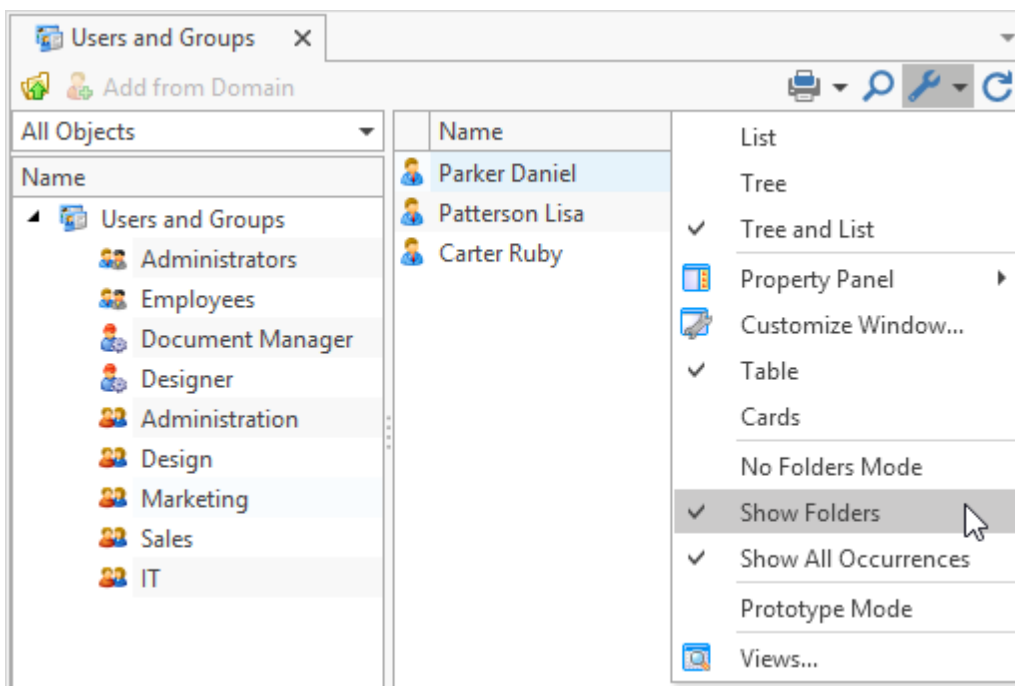 Users and Groups
Add from Domain
All Objects
Name
Users and Groups
Administrators
Employees
Document Manager
Designer
Administration
Design
Marketing
Sales
IT
Name
Parker Daniel
Patterson Lisa
Carter Ruby
List
Tree
Tree and List
Property Panel
Customize Window...
Table
Cards
No Folders Mode
Show Folders
Show All Occurrences
Prototype Mode
Views...